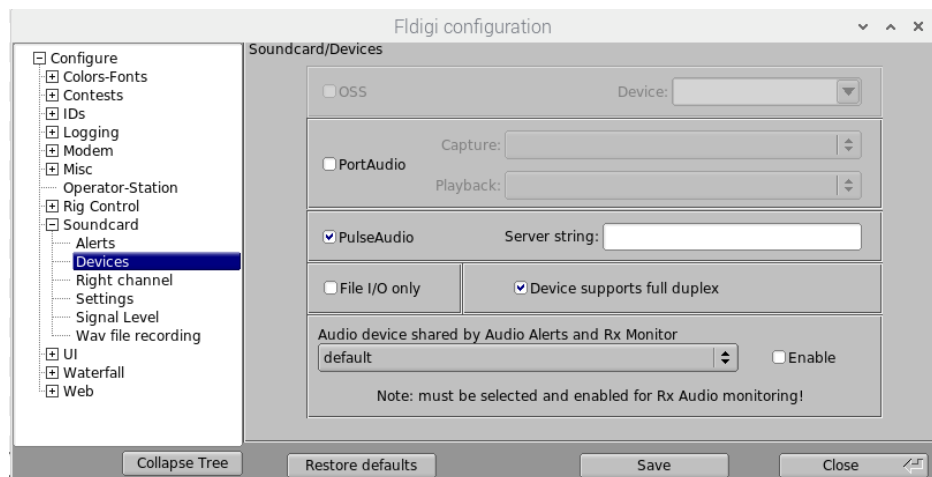 Fldigi configuration
Configure
Colors-Fonts
Contests
IDs
Logging
Modem
Misc
Operator-Station
Rig Control
Soundcard
Alerts
Devices
Right channel
Settings
Signal Level
Wav file recording
UI
Waterfall
Web
Collapse Tree
Soundcard/Devices
OSS Device:
Capture:
PortAudio
Playback:
PulseAudio Server string:
File I/O only Device supports full duplex
Audio device shared by Audio Alerts and Rx Monitor
default Enable
Note: must be selected and enabled for Rx Audio monitoring!
Restore defaults Save Close